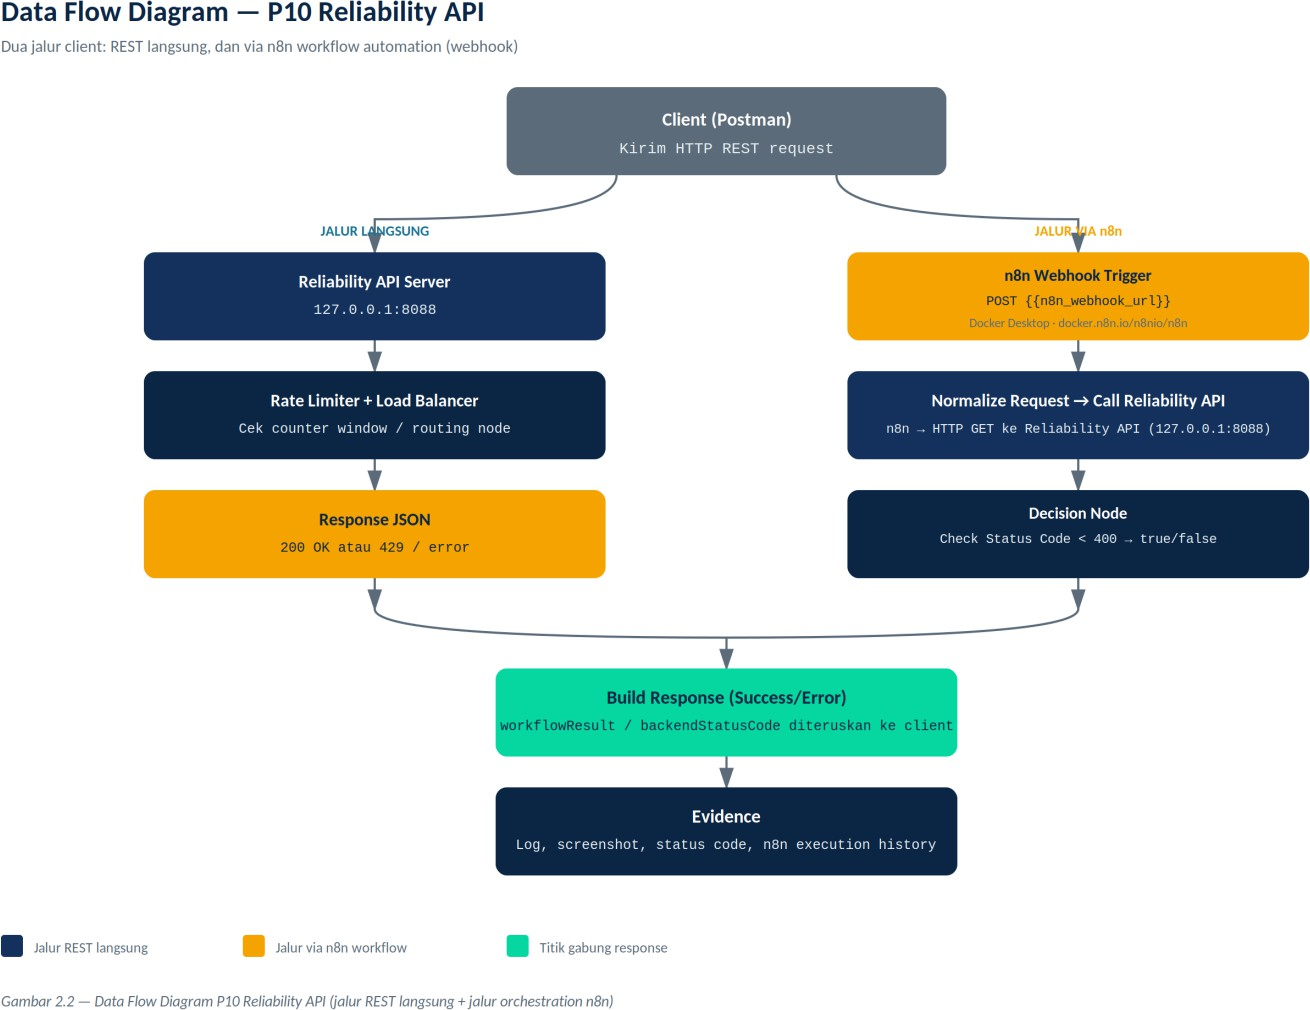 Data Flow Diagram — P10 Reliability API
Dua jalur client: REST langsung, dan via n8n workflow automation (webhook)
Client (Postman)
Kirim HTTP REST request
JALUR LANGSUNG
JALUR VIA n8n
Reliability API Server
127.0.0.1:8088
n8n Webhook Trigger
POST {{n8n_webhook_url}}
Docker Desktop · docker.n8n.io/n8nio/n8n
Rate Limiter + Load Balancer
Cek counter window / routing node
Normalize Request → Call Reliability API
n8n → HTTP GET ke Reliability API (127.0.0.1:8088)
Response JSON
200 OK atau 429 / error
Decision Node
Check Status Code < 400 → true/false
Build Response (Success/Error)
workflowResult / backendStatusCode diteruskan ke client
Evidence
Log, screenshot, status code, n8n execution history
Jalur REST langsung
Jalur via n8n workflow
Titik gabung response
Gambar 2.2 — Data Flow Diagram P10 Reliability API (jalur REST langsung + jalur orchestration n8n)